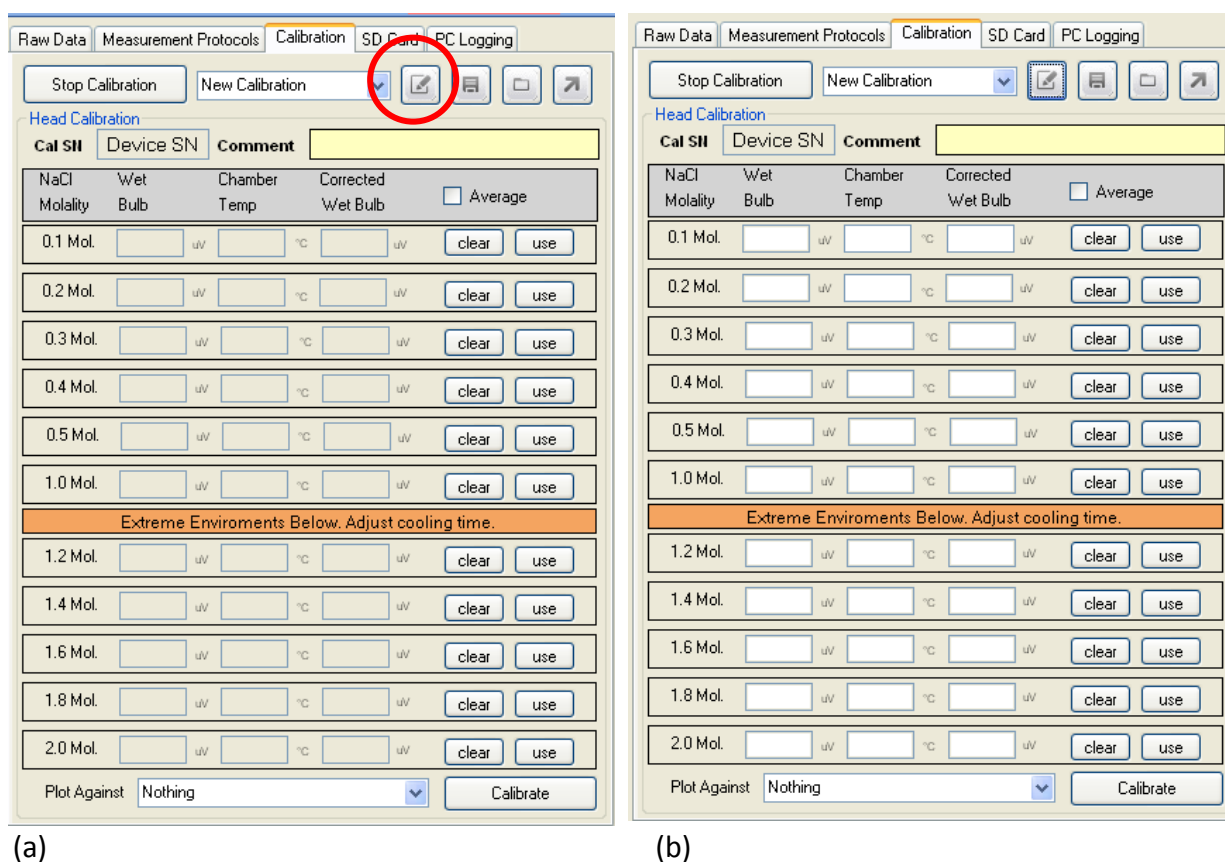 Raw Data Measurement Protocols Calibration SD Card PC Logging
Stop Calibration New Calibration
Head Calibration
Cal SN Device SN Comment
NaCl Molality Wet Bulb Chamber Temp Corrected Wet Bulb Average
0.1 Mol. uV °C uV clear use
0.2 Mol. uV °C uV clear use
0.3 Mol. uV °C uV clear use
0.4 Mol. uV °C uV clear use
0.5 Mol. uV °C uV clear use
1.0 Mol. uV °C uV clear use
Extreme Enviroments Below. Adjust cooling time.
1.2 Mol. uV °C uV clear use
1.4 Mol. uV °C uV clear use
1.6 Mol. uV °C uV clear use
1.8 Mol. uV °C uV clear use
2.0 Mol. uV °C uV clear use
Plot Against Nothing Calibrate
(a)
Raw Data Measurement Protocols Calibration SD Card PC Logging
Stop Calibration New Calibration
Head Calibration
Cal SN Device SN Comment
NaCl Molality Wet Bulb Chamber Temp Corrected Wet Bulb Average
0.1 Mol. uV °C uV clear use
0.2 Mol. uV °C uV clear use
0.3 Mol. uV °C uV clear use
0.4 Mol. uV °C uV clear use
0.5 Mol. uV °C uV clear use
1.0 Mol. uV °C uV clear use
Extreme Enviroments Below. Adjust cooling time.
1.2 Mol. uV °C uV clear use
1.4 Mol. uV °C uV clear use
1.6 Mol. uV °C uV clear use
1.8 Mol. uV °C uV clear use
2.0 Mol. uV °C uV clear use
Plot Against Nothing Calibrate
(b)